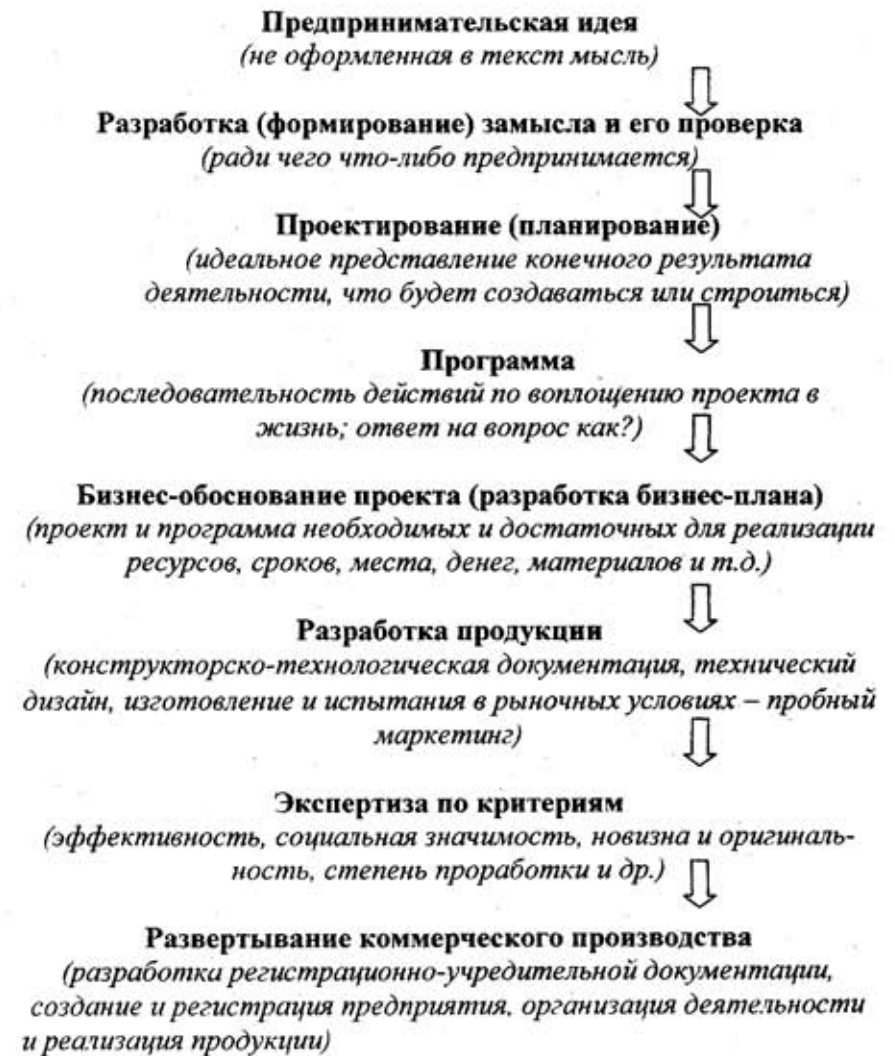 Предпринимательская идея
(не оформленная в текст мысль)
Разработка (формирование) замысла и его проверка
(ради чего что-либо предпринимается)
Проектирование (планирование)
(идеальное представление конечного результата
деятельности, что будет создаваться или строиться)
Программа
(последовательность действий по воплощению проекта в
жизнь; ответ на вопрос как?)
Бизнес-обоснование проекта (разработка бизнес-плана)
(проект и программа необходимых и достаточных для реализации
ресурсов, сроков, места, денег, материалов и т.д.)
Разработка продукции
(конструкторско-технологическая документация, технический
дизайн, изготовление и испытания в рыночных условиях – пробный
маркетинг)
Экспертиза по критериям
(эффективность, социальная значимость, новизна и оригиналь-
ность, степень проработки и др.)
Развертывание коммерческого производства
(разработка регистрационно-учредительной документации,
создание и регистрация предприятия, организация деятельности
и реализация продукции)